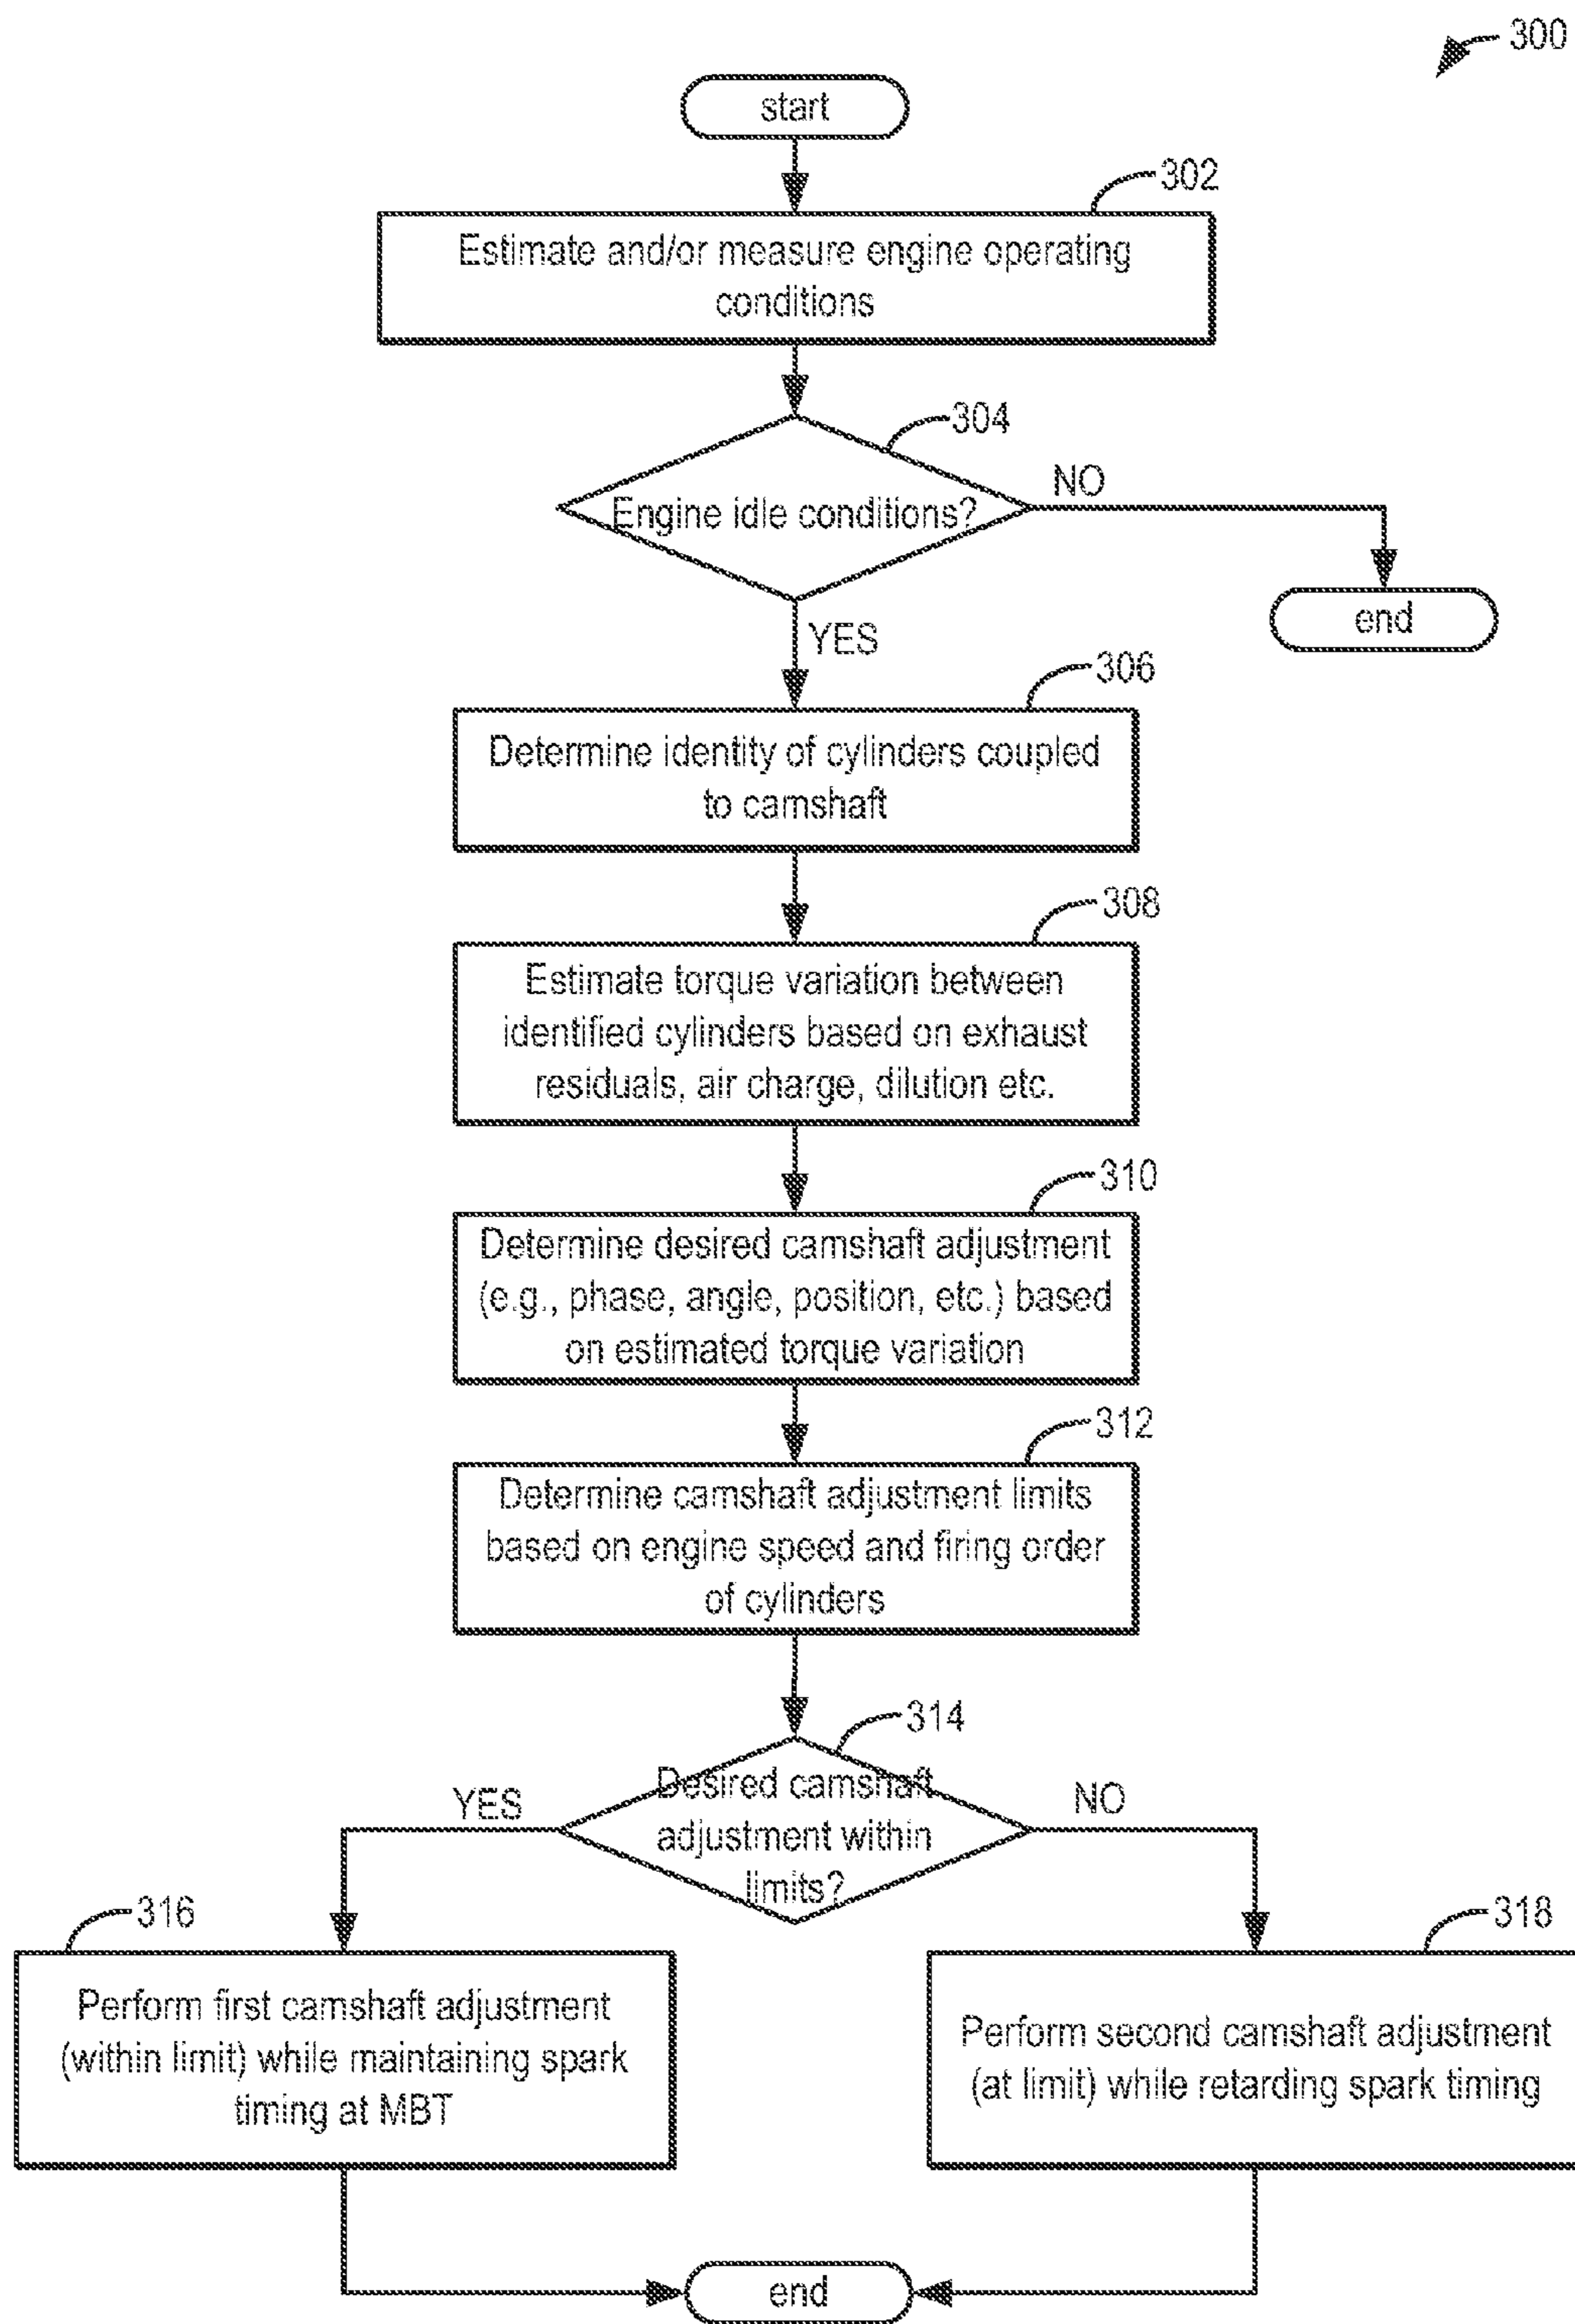 300
start
302
Estimate and/or measure engine operating
conditions
304
Engine idle conditions?
NO
end
YES
306
Determine identity of cylinders coupled
to camshaft
308
Estimate torque variation between
identified cylinders based on exhaust
residuals, air charge, dilution etc.
310
Determine desired camshaft adjustment
(e.g., phase, angle, position, etc.) based
on estimated torque variation
312
Determine camshaft adjustment limits
based on engine speed and firing order
of cylinders
314
Desired camshaft
adjustment within
limits?
YES
NO
316
Perform first camshaft adjustment
(within limit) while maintaining spark
timing at MBT
318
Perform second camshaft adjustment
(at limit) while retarding spark timing
end